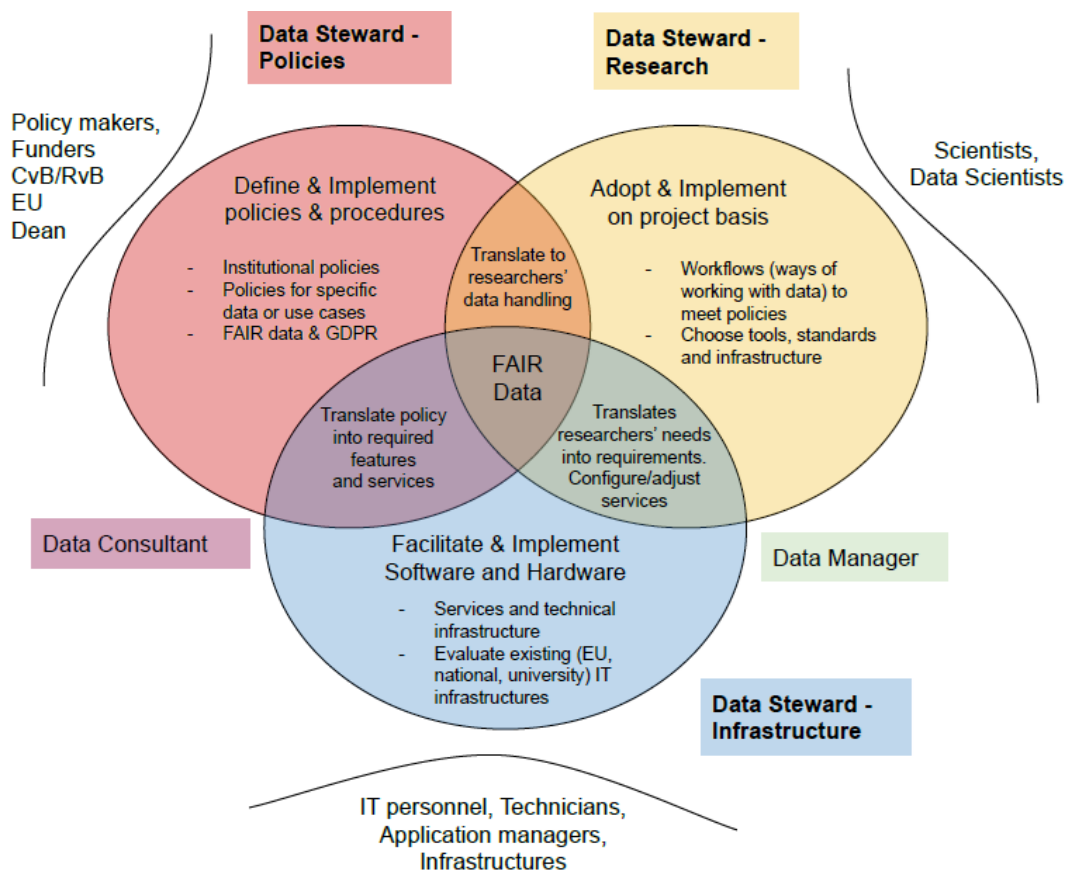 Data Steward -
Policies
Data Steward -
Research
Policy makers,
Funders
CvB/RvB
EU
Dean
Scientists,
Data Scientists
Define & Implement
policies & procedures
- Institutional policies
- Policies for specific
data or use cases
- FAIR data & GDPR
Translate to
researchers'
data handling
Adopt & Implement
on project basis
- Workflows (ways of
working with data) to
meet policies
- Choose tools, standards
and infrastructure
FAIR
Data
Translate policy
into required
features
and services
Translates
researchers' needs
into requirements.
Configure/adjust
services
Data Consultant
Data Manager
Facilitate & Implement
Software and Hardware
- Services and technical
infrastructure
- Evaluate existing (EU,
national, university) IT
infrastructures
Data Steward -
Infrastructure
IT personnel, Technicians,
Application managers,
Infrastructures